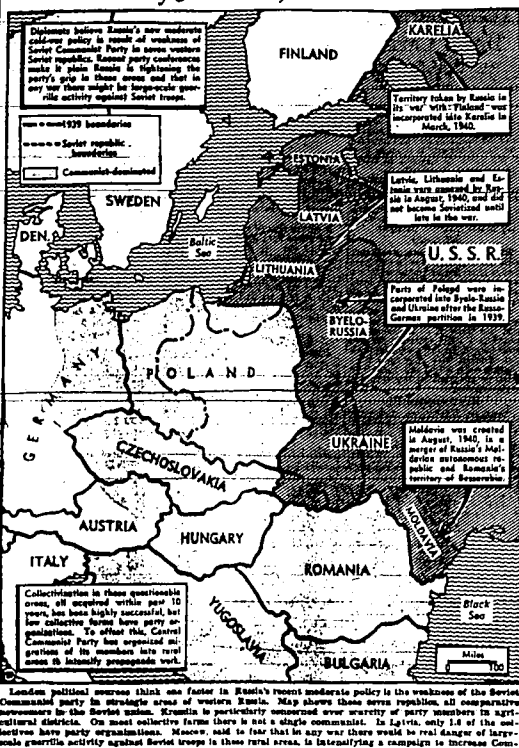 Diplomats believe Russia's new moderate
cold-war policy is result of weakness of
Soviet Communist Party in seven western
Soviet republics. Recent party conferences
make it plain Russia is tightening the
party's grip in these areas and that in
any war there might be large-scale guer-
rilla activity against Soviet troops.
1939 boundaries
Soviet republic
boundaries
Communist-dominated
FINLAND
KARELIA
Territory taken by Russia in
its "war" with Finland was
incorporated into Karelia in
March, 1940.
ESTONIA
Latvia, Lithuania and Es-
tonia were annexed by Rus-
sia in August, 1940, and did
not become Sovietized until
late in the war.
SWEDEN
LATVIA
DEN.
Baltic
Sea
U. S. S. R.
LITHUANIA
Parts of Poland were in-
corporated into Byelo-Russia
and Ukraine after the Russo-
German partition in 1939.
BYELO-
RUSSIA
GERMANY
POLAND
UKRAINE
Moldavia was created
in August, 1940, in a
merger of Russia's Mol-
davian autonomous re-
public and Romania's
territory of Bessarabia.
CZECHOSLOVAKIA
MOLDAVIA
AUSTRIA
HUNGARY
ITALY
ROMANIA
Collectivization in these questionable
areas, all acquired within past 10
years, has been highly successful, but
few collective farms have party or-
ganizations. To offset this, Central
Communist Party has organized mi-
grations of its members into rural
areas to intensify propaganda work.
Black
Sea
YUGOSLAVIA
Miles
0 100
BULGARIA
London political sources think one factor in Russia's recent moderate policy is the weakness of the Soviet
Communist party in strategic areas of western Russia. Map shows these seven republics, all comparative
newcomers in the Soviet union. Kremlin is particularly concerned over scarcity of party members in agri-
cultural districts. On most collective farms there is not a single communist. In Latvia, only 1.8 of the col-
lectives have party organizations. Moscow, said to fear that in any war there would be real danger of large-
scale guerrilla activity against Soviet troops in these rural areas, is intensifying a campaign to increase Com-